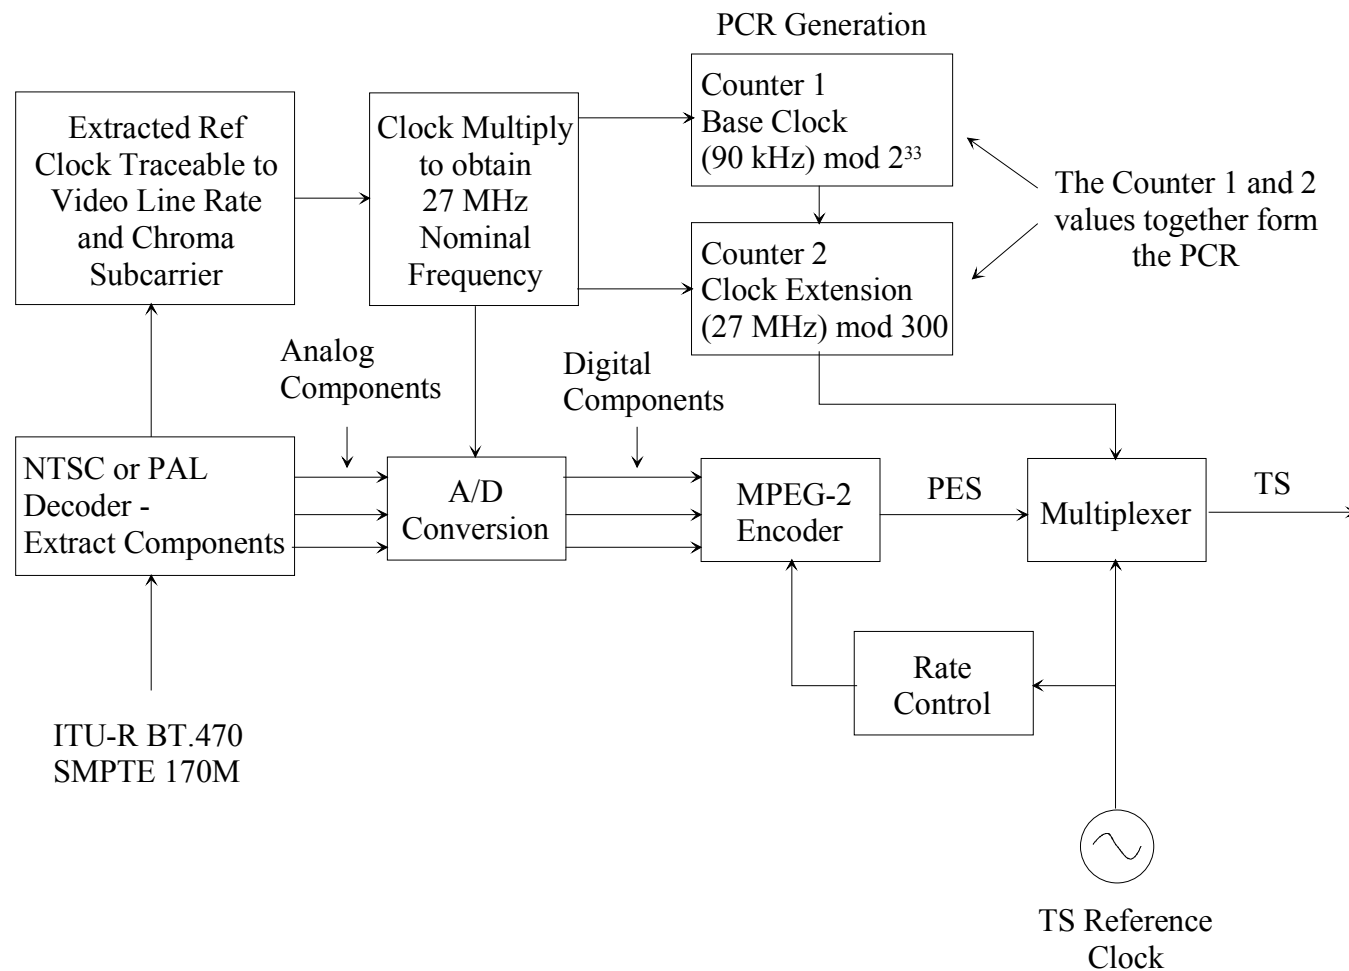 PCR Generation
Extracted Ref
Clock Traceable to
Video Line Rate
and Chroma
Subcarrier
Clock Multiply
to obtain
27 MHz
Nominal
Frequency
Counter 1
Base Clock
(90 kHz) mod 2³³
Counter 2
Clock Extension
(27 MHz) mod 300
The Counter 1 and 2
values together form
the PCR
Analog
Components
Digital
Components
NTSC or PAL
Decoder -
Extract Components
A/D
Conversion
MPEG-2
Encoder
PES
Multiplexer
TS
Rate
Control
ITU-R BT.470
SMPTE 170M
TS Reference
Clock